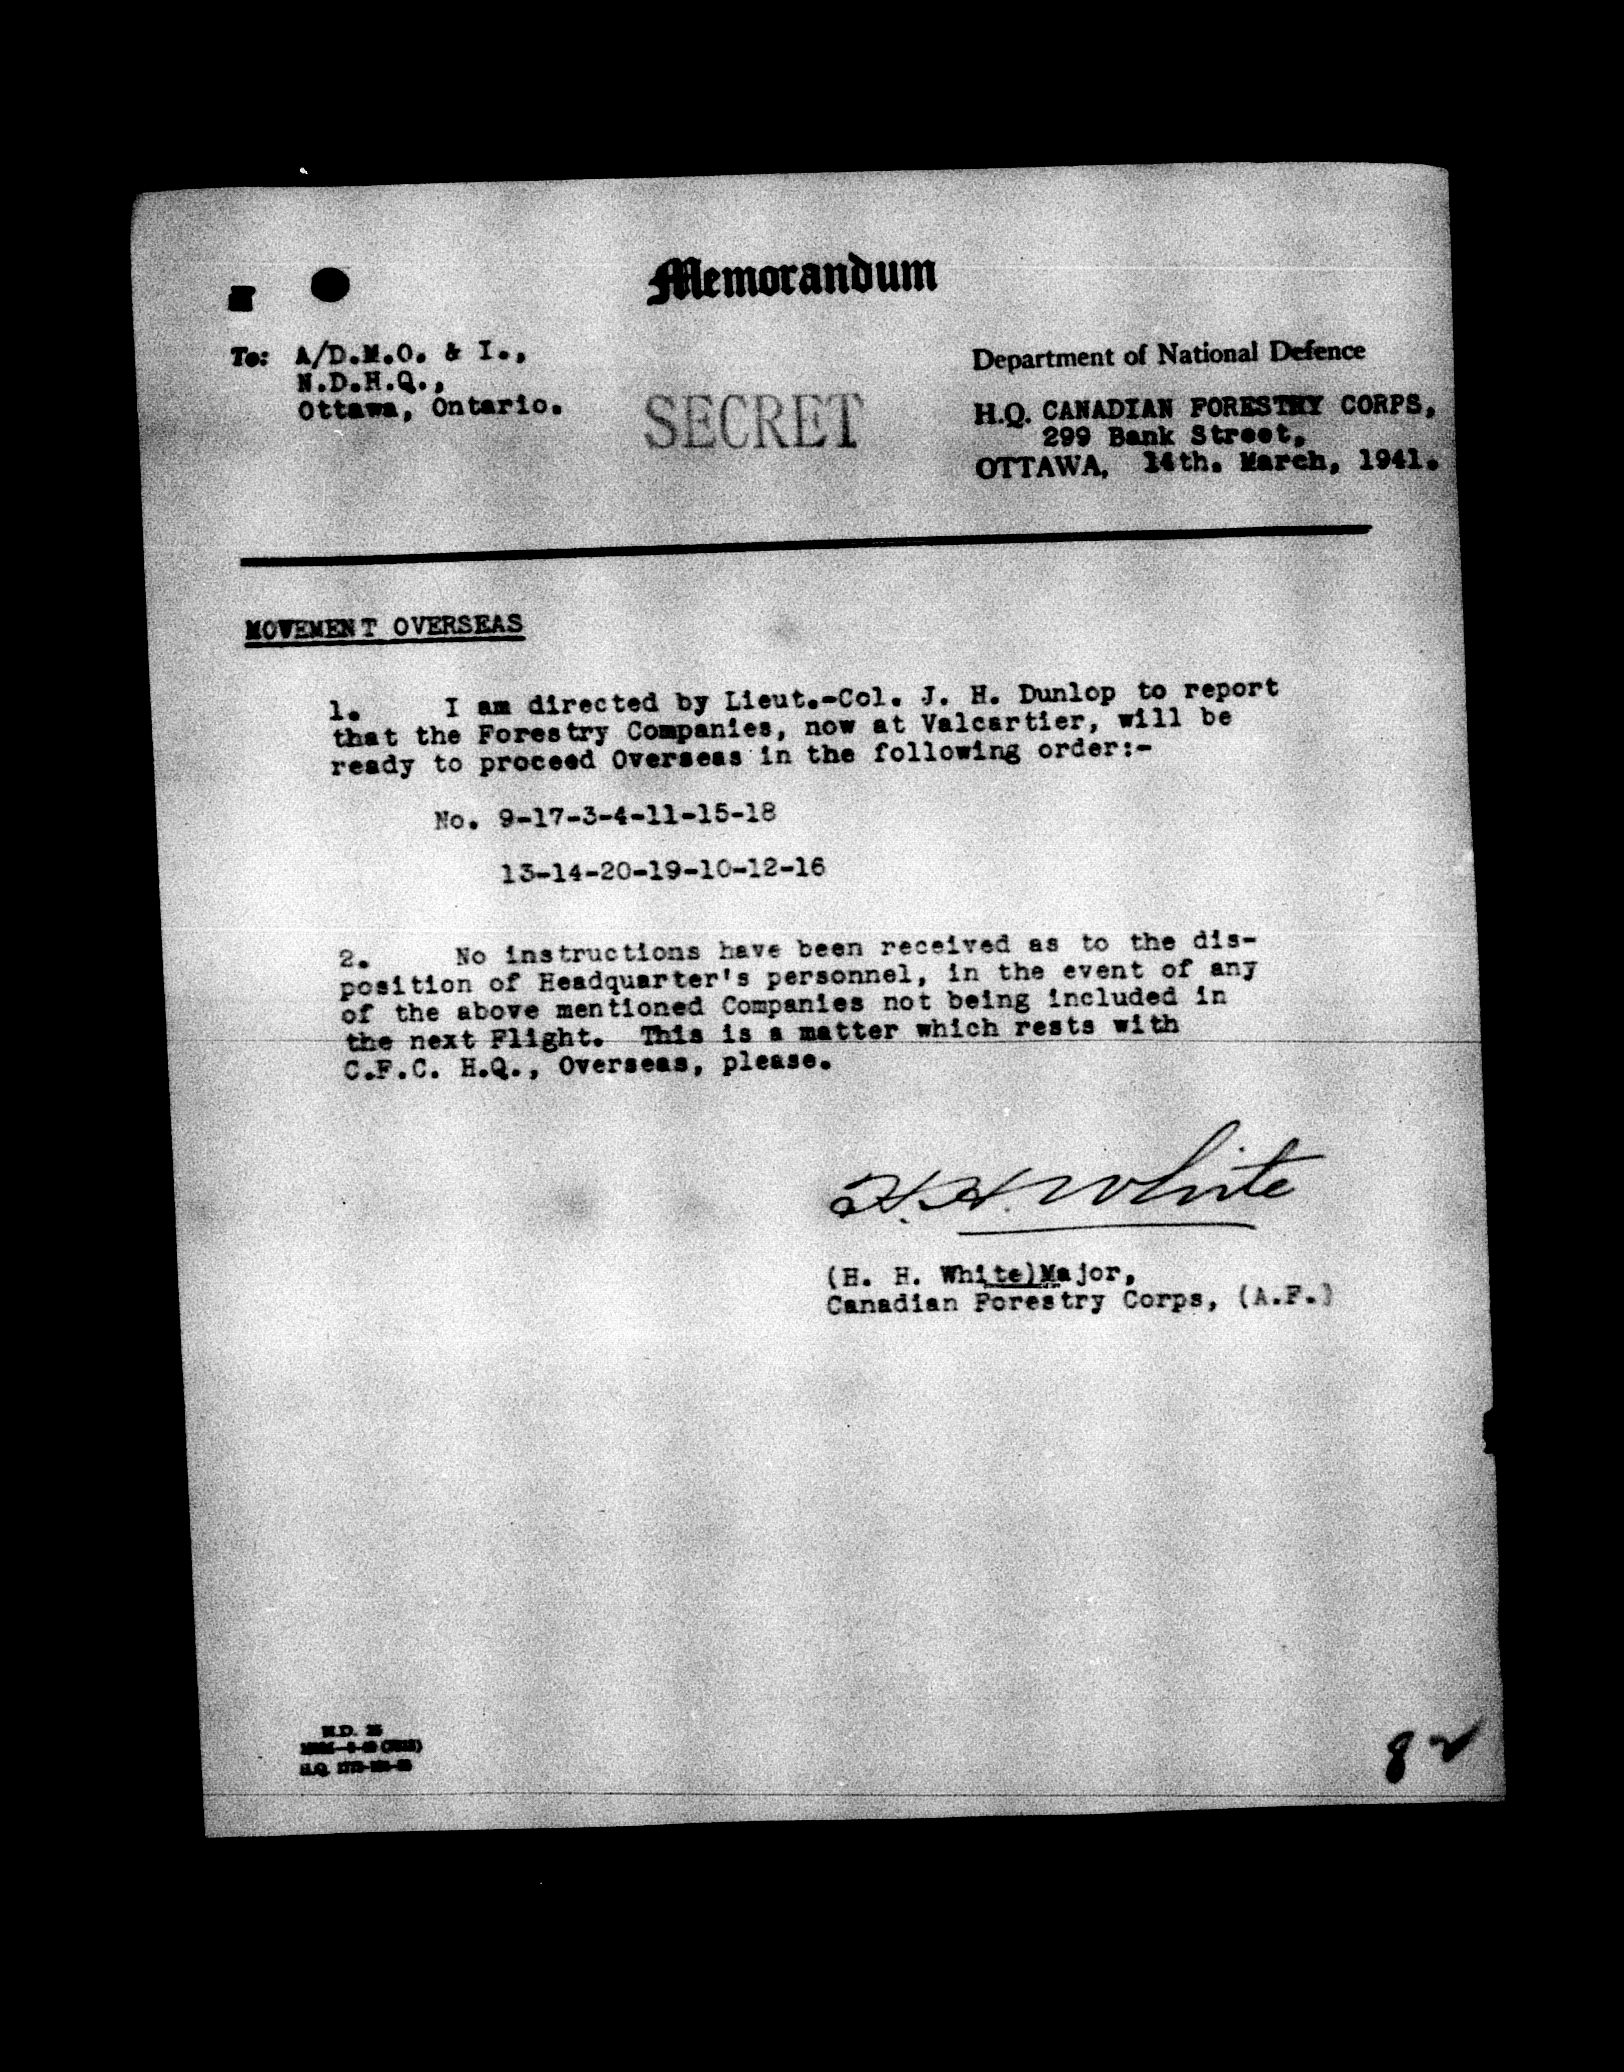 Memorandum
To: A/D.M.O. & I.,
N.D.H.Q.,
Ottawa, Ontario.
SECRET
Department of National Defence
H.Q. CANADIAN FORESTRY CORPS,
299 Bank Street,
OTTAWA, 14th. March, 1941.
MOVEMENT OVERSEAS
1. I am directed by Lieut.-Col. J. H. Dunlop to report
that the Forestry Companies, now at Valcartier, will be
ready to proceed Overseas in the following order:-
No. 9-17-3-4-11-15-18
13-14-20-19-10-12-16
2. No instructions have been received as to the dis-
position of Headquarter's personnel, in the event of any
of the above mentioned Companies not being included in
the next Flight. This is a matter which rests with
C.F.C. H.Q., Overseas, please.
H. H. White
(H. H. White)Major,
Canadian Forestry Corps, (A.F.)
H.Q.
8